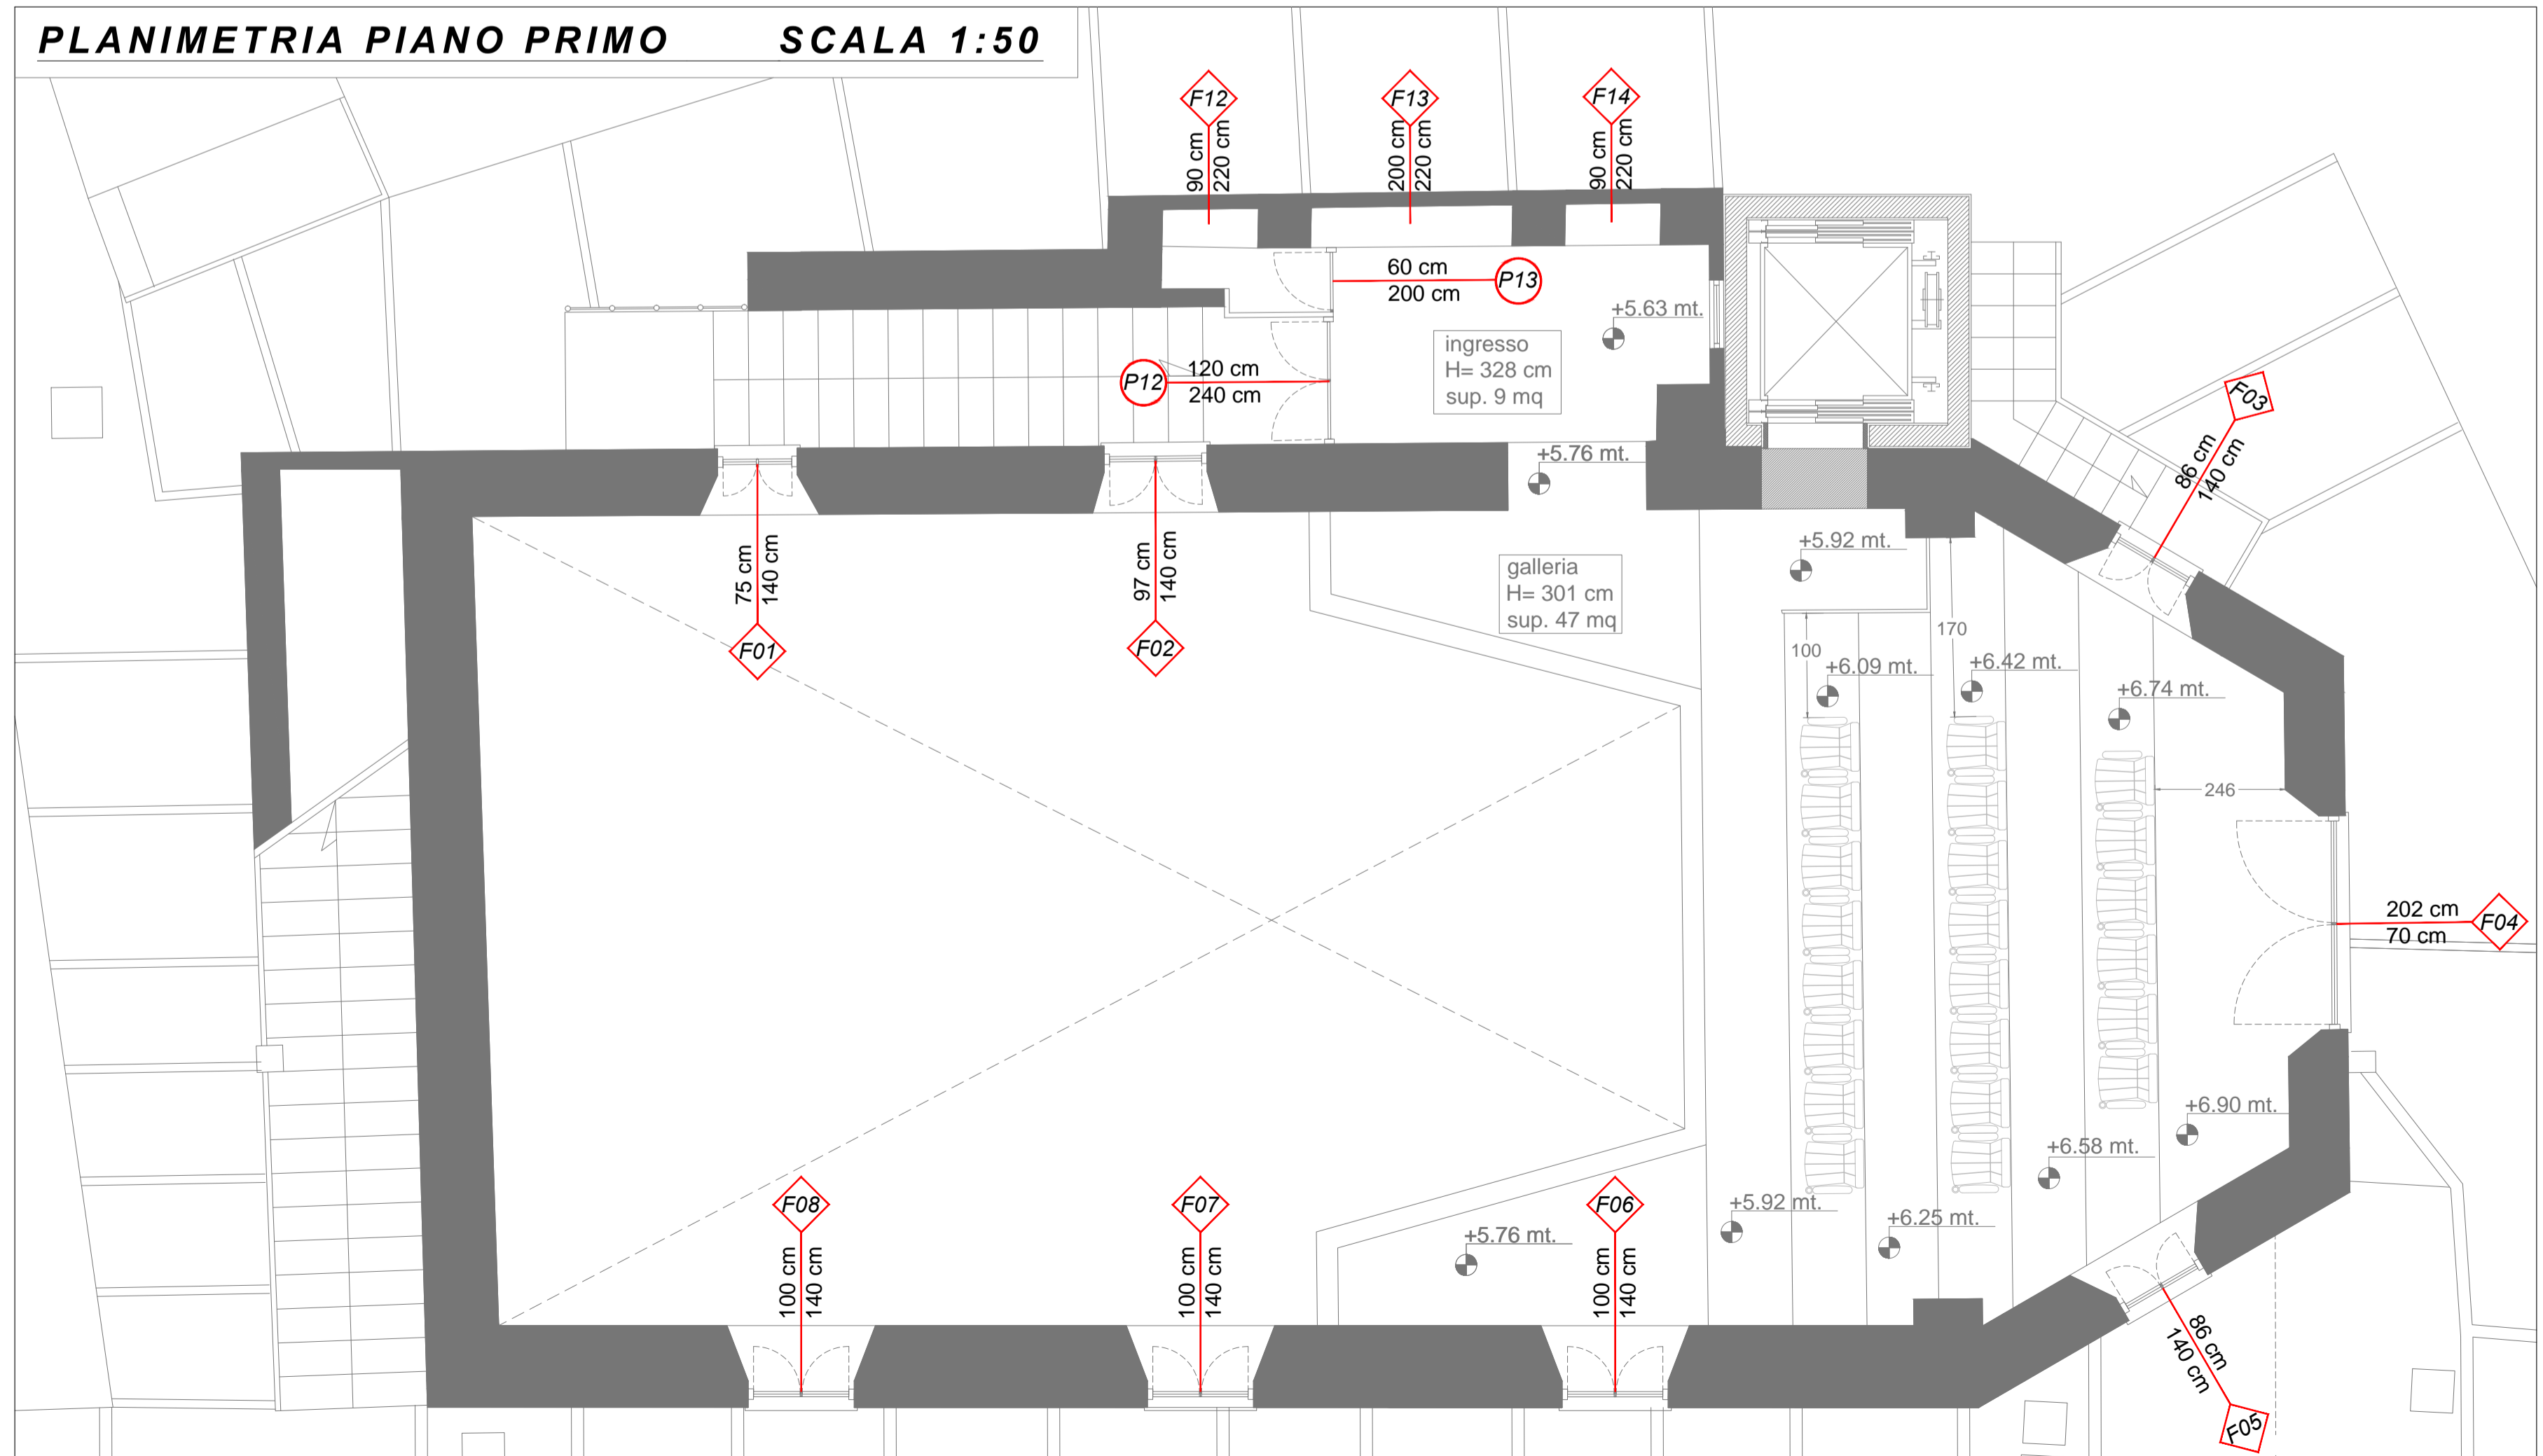 PLANIMETRIA PIANO PRIMO SCALA 1:50
F12
90 cm
220 cm
F13
200 cm
220 cm
F14
90 cm
220 cm
60 cm
200 cm
P13
+5.63 mt.
ingresso
H= 328 cm
sup. 9 mq
P12
120 cm
240 cm
F03
86 cm
140 cm
+5.76 mt.
75 cm
140 cm
F01
97 cm
140 cm
F02
galleria
H= 301 cm
sup. 47 mq
+5.92 mt.
100
170
+6.09 mt.
+6.42 mt.
+6.74 mt.
246
202 cm
70 cm
F04
+6.90 mt.
+6.58 mt.
+5.92 mt.
+6.25 mt.
+5.76 mt.
F08
100 cm
140 cm
F07
100 cm
140 cm
F06
100 cm
140 cm
86 cm
140 cm
F05